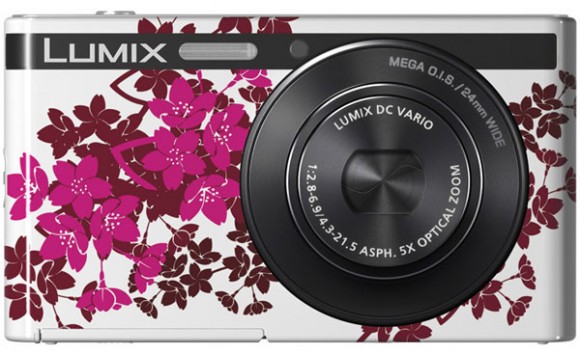 LUMIX
MEGA O.I.S./24mm WIDE
LUMIX DC VARIO
1:2.8-6.9/4.3-21.5 ASPH. 5X OPTICAL ZOOM